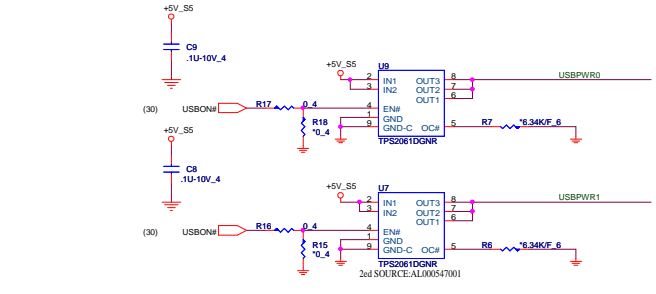 +5V_S5
C9
.1U-10V_4
+5V_S5
U9
2 IN1 OUT3 8 USBPWR0
3 IN2 OUT2 7
OUT1 6
(30) USBON# R17 0_4 4 EN#
1 GND
R18
*0_4
9 GND-C OC# 5 R7 *6.34K/F_6
TPS2061DGNR
+5V_S5
C8
.1U-10V_4
+5V_S5
U7
2 IN1 OUT3 8 USBPWR1
3 IN2 OUT2 7
OUT1 6
(30) USBON# R16 0_4 4 EN#
1 GND
R15
*0_4
9 GND-C OC# 5 R6 *6.34K/F_6
TPS2061DGNR
2ed SOURCE:AL000547001